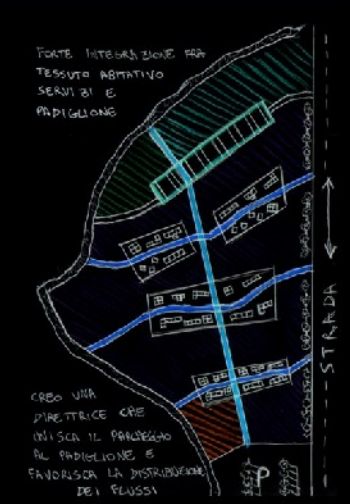 FORTE INTEGRAZIONE FRA
TESSUTO ABITATIVO
SERVIZI E
PADIGLIONE
STRADA
CREO UNA
DIRETTRICE CHE
UNISCA IL PARCHEGGIO
AL PADIGLIONE E
FAVORISCA LA DISTRIBUZIONE
DEI FLUSSI
P